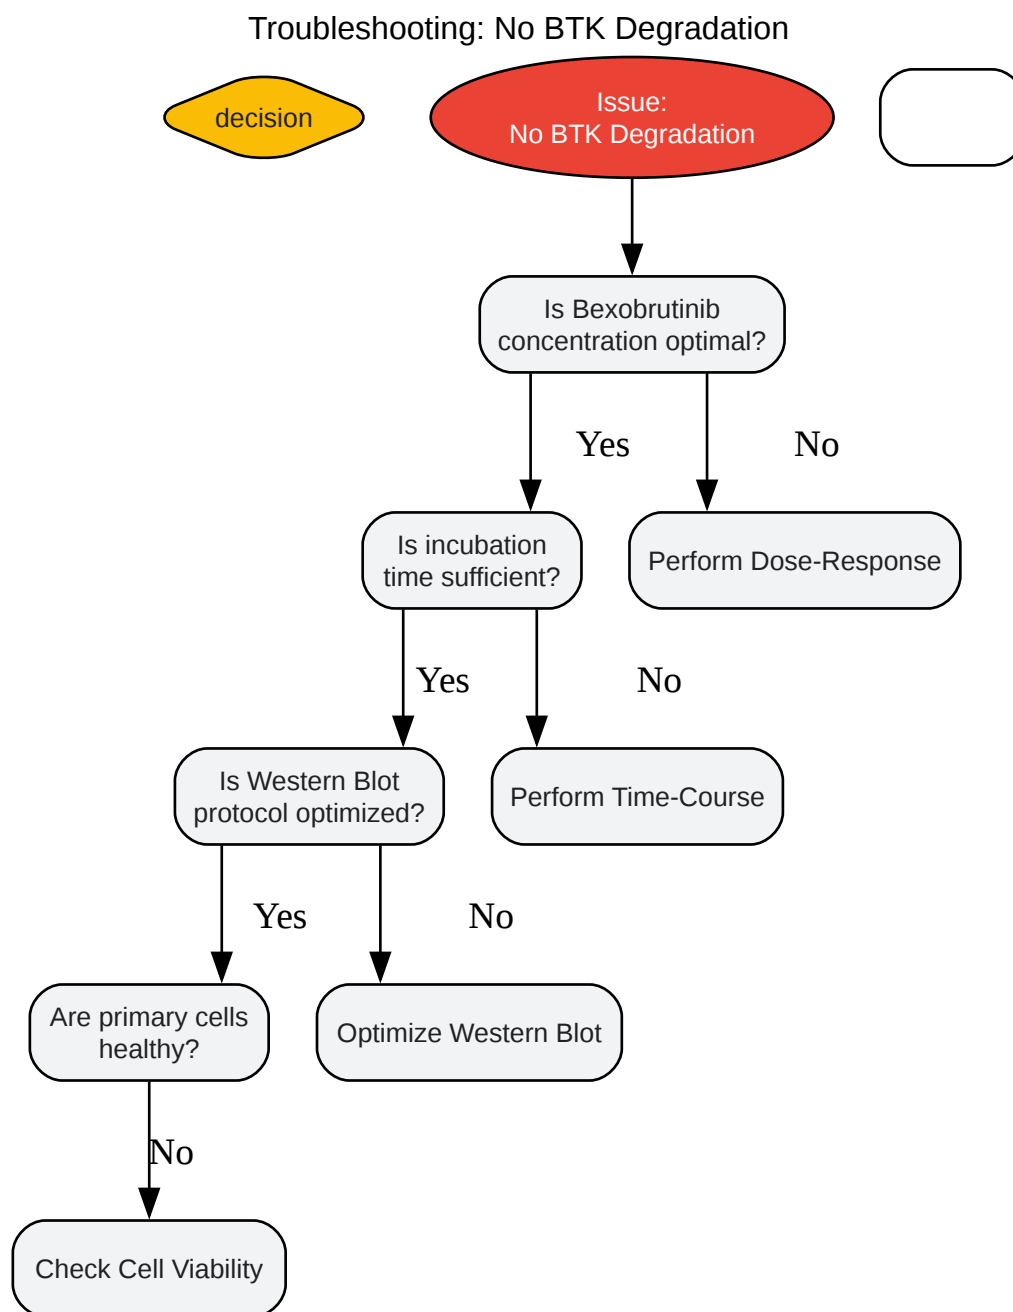 Troubleshooting: No BTK Degradation
decision
Issue:
No BTK Degradation
Is Bexobrutinib
concentration optimal?
Yes
No
Is incubation
time sufficient?
Perform Dose-Response
Yes
No
Is Western Blot
protocol optimized?
Perform Time-Course
Yes
No
Are primary cells
healthy?
Optimize Western Blot
No
Check Cell Viability